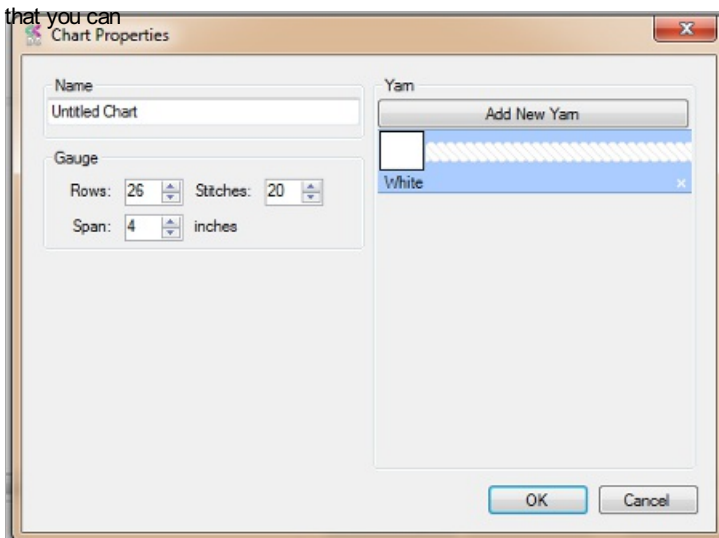 that you can
Chart Properties
Name
Untitled Chart
Gauge
Rows: 26 Stitches: 20
Span: 4 inches
Yarn
Add New Yarn
White
OK Cancel